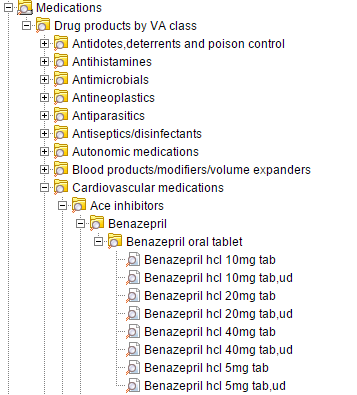 Medications
Drug products by VA class
Antidotes,deterrents and poison control
Antihistamines
Antimicrobials
Antineoplastics
Antiparasitics
Antiseptics/disinfectants
Autonomic medications
Blood products/modifiers/volume expanders
Cardiovascular medications
Ace inhibitors
Benazepril
Benazepril oral tablet
Benazepril hcl 10mg tab
Benazepril hcl 10mg tab,ud
Benazepril hcl 20mg tab
Benazepril hcl 20mg tab,ud
Benazepril hcl 40mg tab
Benazepril hcl 40mg tab,ud
Benazepril hcl 5mg tab
Benazepril hcl 5mg tab,ud